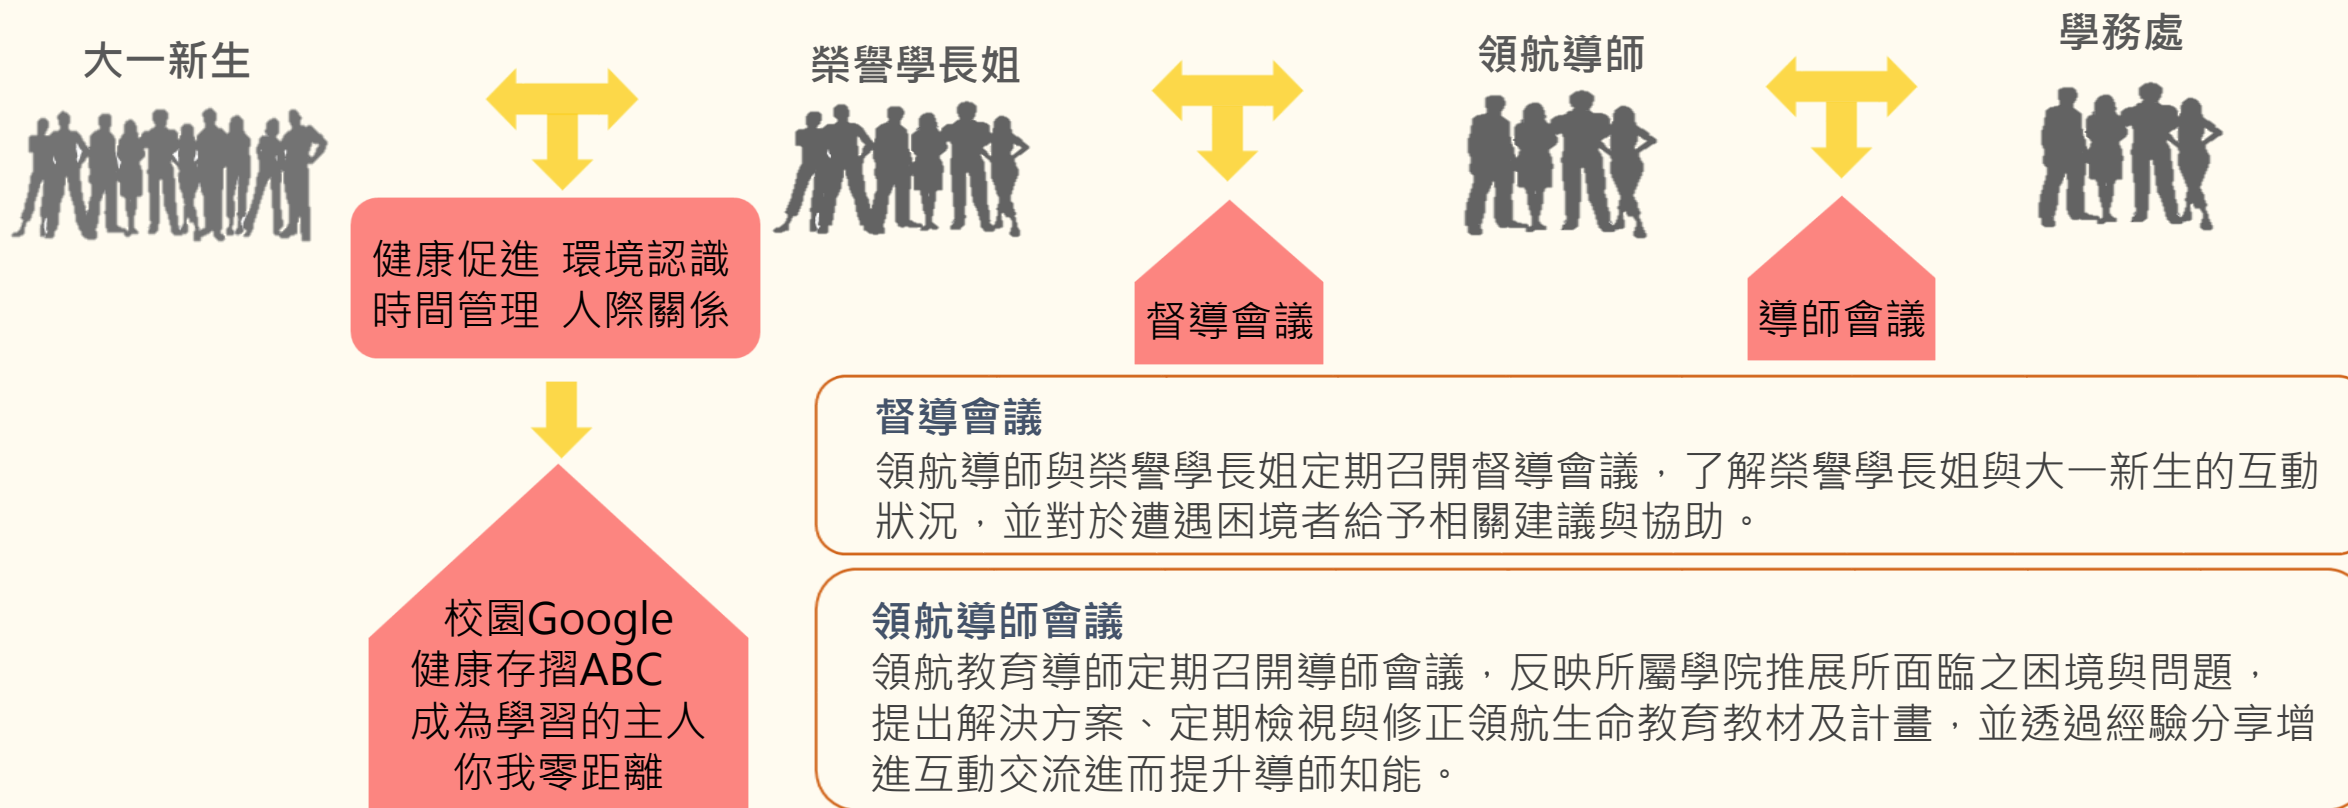 大一新生
榮譽學長姐
領航導師
學務處
健康促進 環境認識
時間管理 人際關係
督導會議
導師會議
校園Google
健康存摺ABC
成為學習的主人
你我零距離
督導會議
領航導師與榮譽學長姐定期召開督導會議，了解榮譽學長姐與大一新生的互動
狀況，並對於遭遇困境者給予相關建議與協助。
領航導師會議
領航教育導師定期召開導師會議，反映所屬學院推展所面臨之困境與問題，
提出解決方案、定期檢視與修正領航生命教育教材及計畫，並透過經驗分享增
進互動交流進而提升導師知能。